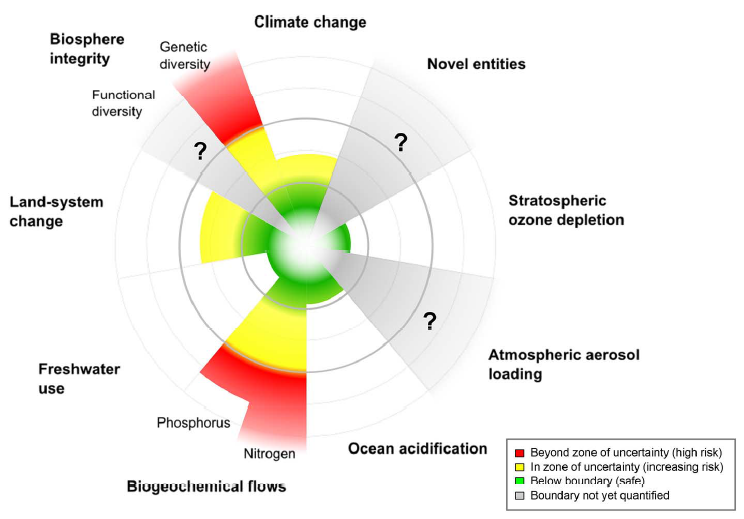 Climate change
Biosphere
integrity
Genetic
diversity
Novel entities
Functional
diversity
?
?
Land-system
change
Stratospheric
ozone depletion
?
Atmospheric aerosol
loading
Freshwater
use
Phosphorus
Nitrogen
Ocean acidification
Biogeochemical flows
Beyond zone of uncertainty (high risk)
In zone of uncertainty (increasing risk)
Below boundary (safe)
Boundary not yet quantified